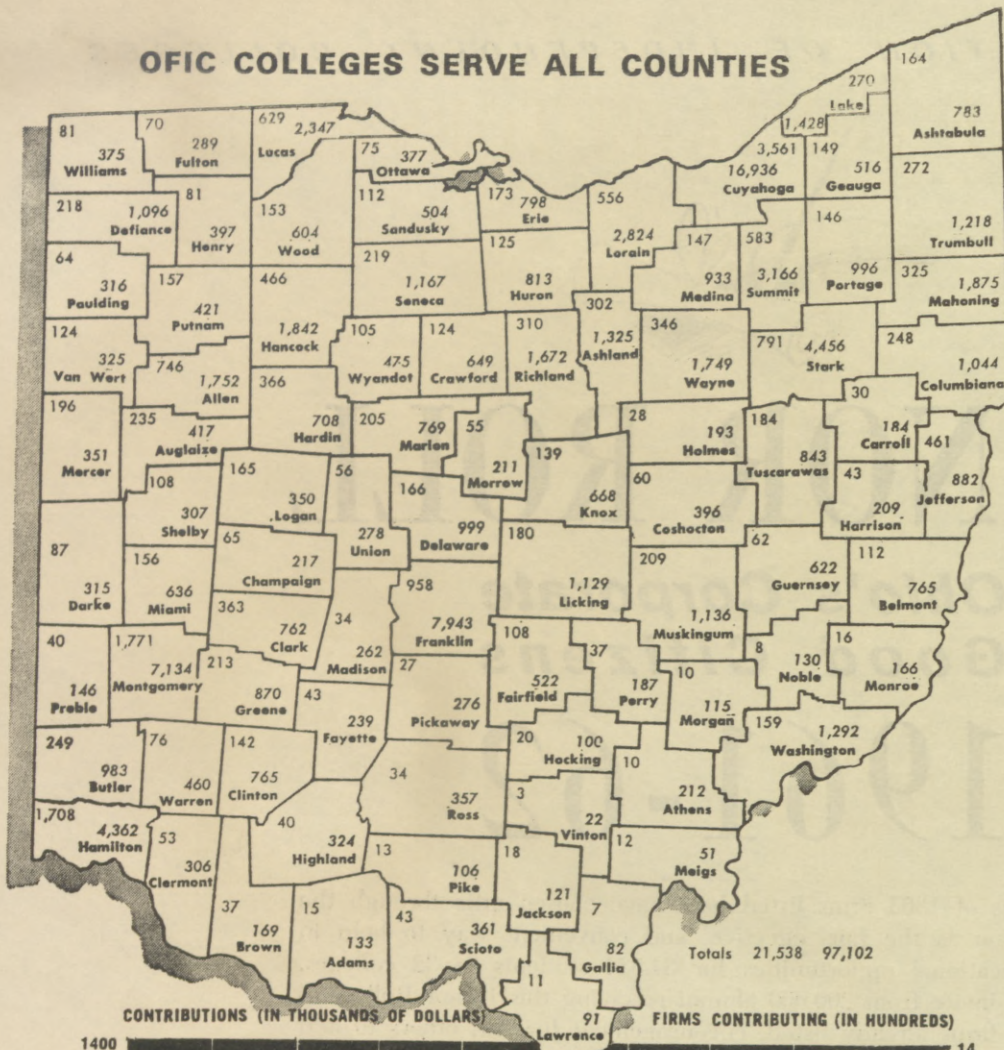 OFIC COLLEGES SERVE ALL COUNTIES
81
375
Williams
70
289
Fulton
629
2,347
Lucas
75
377
Ottawa
270
Lake
1,428
164
783
Ashtabula
218
1,096
Defiance
81
397
Henry
153
604
Wood
112
504
Sandusky
173
798
Erie
556
2,824
Lorain
3,561
16,936
Cuyahoga
149
516
Geauga
272
1,218
Trumbull
64
316
Paulding
157
421
Putnam
466
1,842
Hancock
219
1,167
Seneca
125
813
Huron
147
933
Medina
583
3,166
Summit
146
996
Portage
325
1,875
Mahoning
124
325
Van Wert
746
1,752
Allen
105
475
Wyandot
124
649
Crawford
310
1,672
Richland
302
1,325
Ashland
346
1,749
Wayne
791
4,456
Stark
248
1,044
Columbiana
196
351
Mercer
235
417
Auglaize
366
708
Hardin
205
769
Marion
55
211
Morrow
139
668
Knox
28
193
Holmes
184
843
Tuscarawas
30
184
Carroll
461
882
Jefferson
108
307
Shelby
165
350
Logan
56
278
Union
166
999
Delaware
60
396
Coshocton
43
209
Harrison
87
315
Darke
156
636
Miami
65
217
Champaign
180
1,129
Licking
209
1,136
Muskingum
62
622
Guernsey
112
765
Belmont
363
762
Clark
34
262
Madison
958
7,943
Franklin
40
146
Preble
1,771
7,134
Montgomery
213
870
Greene
43
239
Fayette
27
276
Pickaway
108
522
Fairfield
37
187
Perry
10
115
Morgan
8
130
Noble
16
166
Monroe
249
983
Butler
76
460
Warren
142
765
Clinton
34
357
Ross
20
100
Hocking
10
212
Athens
159
1,292
Washington
1,708
4,362
Hamilton
53
306
Clermont
40
324
Highland
13
106
Pike
3
22
Vinton
12
51
Meigs
37
169
Brown
15
133
Adams
43
361
Scioto
18
121
Jackson
7
82
Gallia
11
91
Lawrence
Totals 21,538 97,102
CONTRIBUTIONS (IN THOUSANDS OF DOLLARS)
FIRMS CONTRIBUTING (IN HUNDREDS)
1400
14